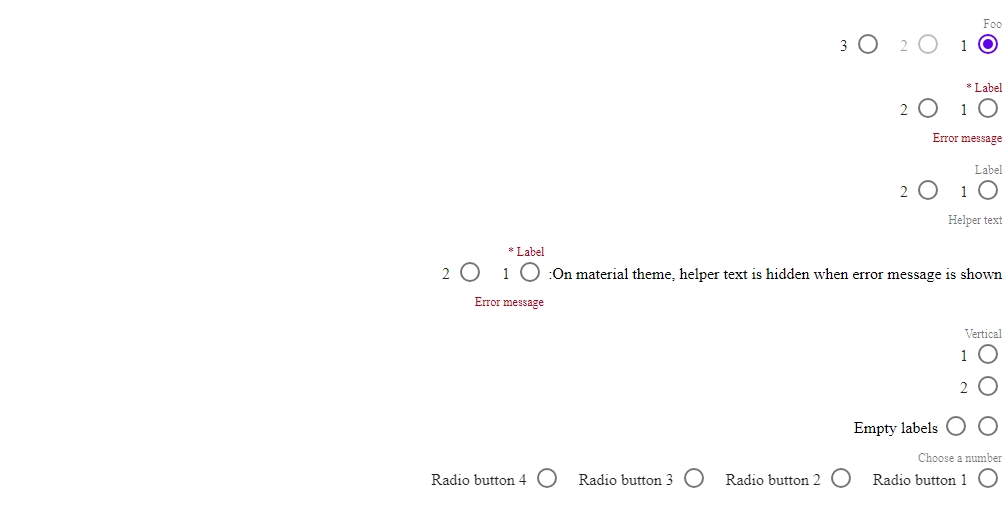 Foo
1 2 3
* Label
1 2
Error message
Label
1 2
Helper text
* Label
:On material theme, helper text is hidden when error message is shown 1 2
Error message
Vertical
1
2
Empty labels
Choose a number
Radio button 1 Radio button 2 Radio button 3 Radio button 4